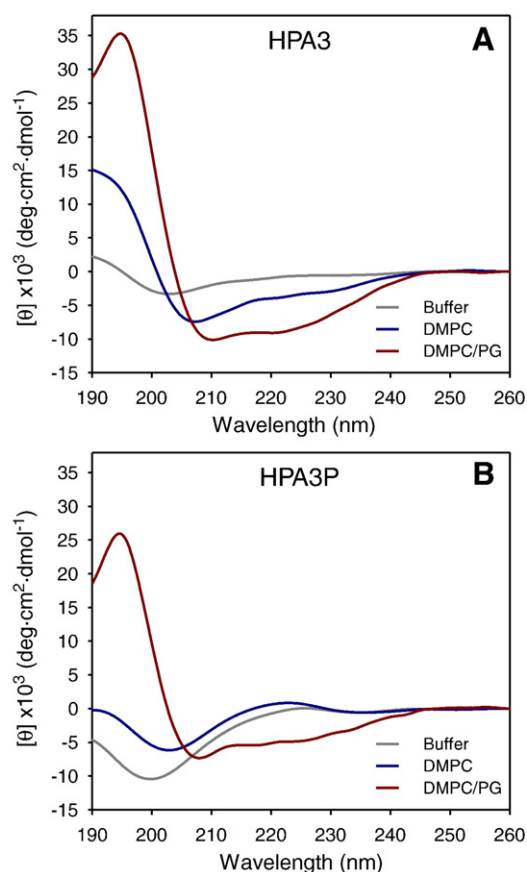 HPA3
A
[θ] x10³ (deg·cm²·dmol⁻¹)
35
30
25
20
15
10
5
0
-5
-10
-15
Buffer
DMPC
DMPC/PG
190 200 210 220 230 240 250 260
Wavelength (nm)
HPA3P
B
[θ] x10³ (deg·cm²·dmol⁻¹)
35
30
25
20
15
10
5
0
-5
-10
-15
Buffer
DMPC
DMPC/PG
190 200 210 220 230 240 250 260
Wavelength (nm)